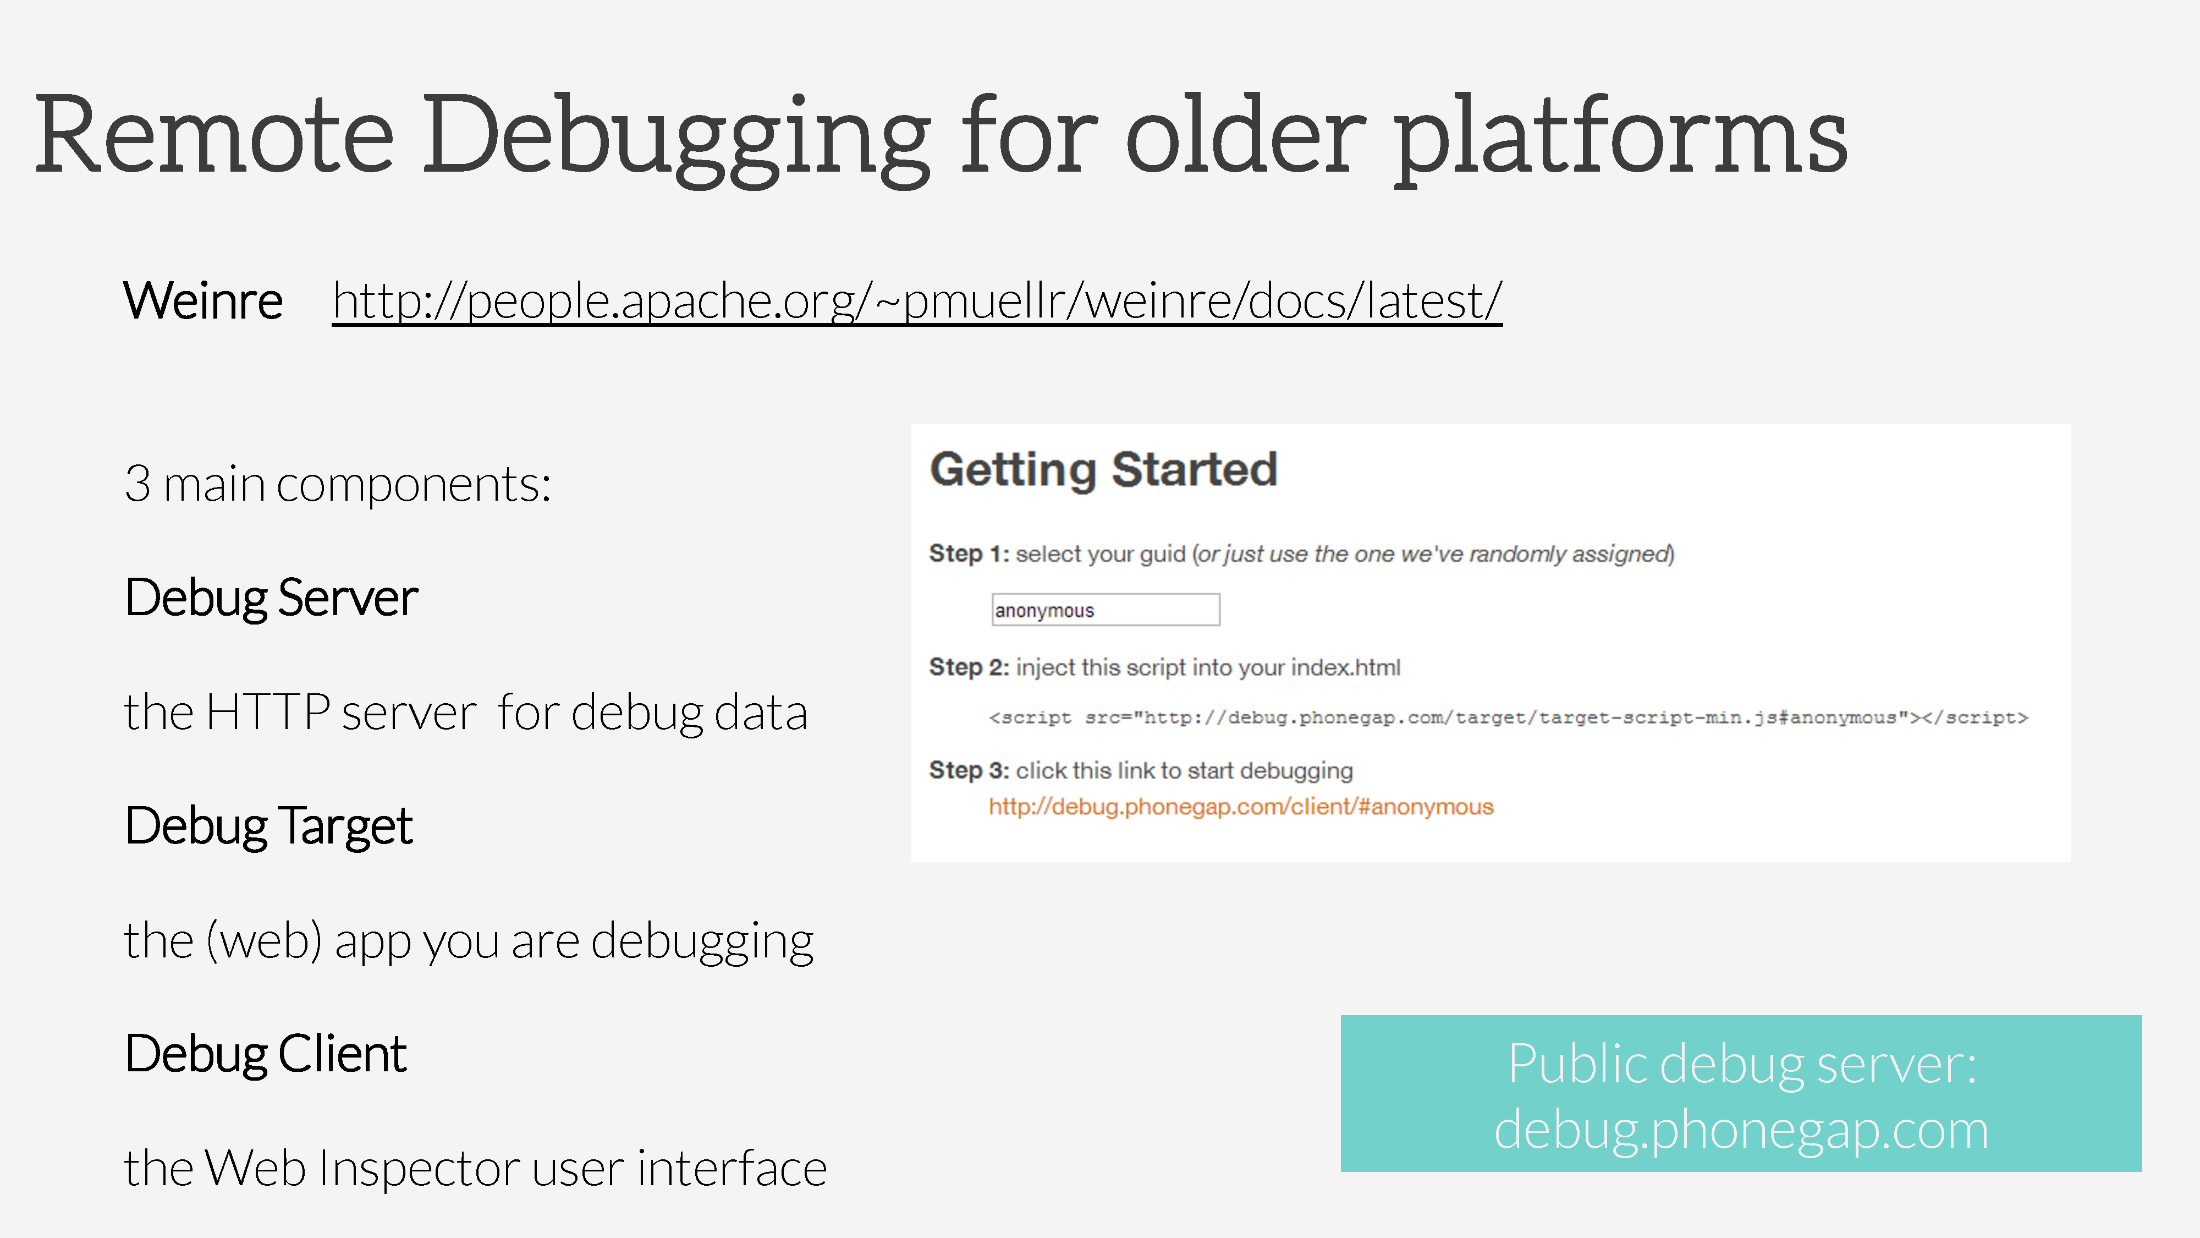 Remote Debugging for older platforms
Weinre http://people.apache.org/~pmuellr/weinre/docs/latest/
3 main components:
Debug Server
the HTTP server for debug data
Debug Target
the (web) app you are debugging
Debug Client
the Web Inspector user interface
Getting Started
Step 1: select your guid (or just use the one we've randomly assigned)
anonymous
Step 2: inject this script into your index.html
<script src="http://debug.phonegap.com/target/target-script-min.js#anonymous"></script>
Step 3: click this link to start debugging
http://debug.phonegap.com/client/#anonymous
Public debug server:
debug.phonegap.com